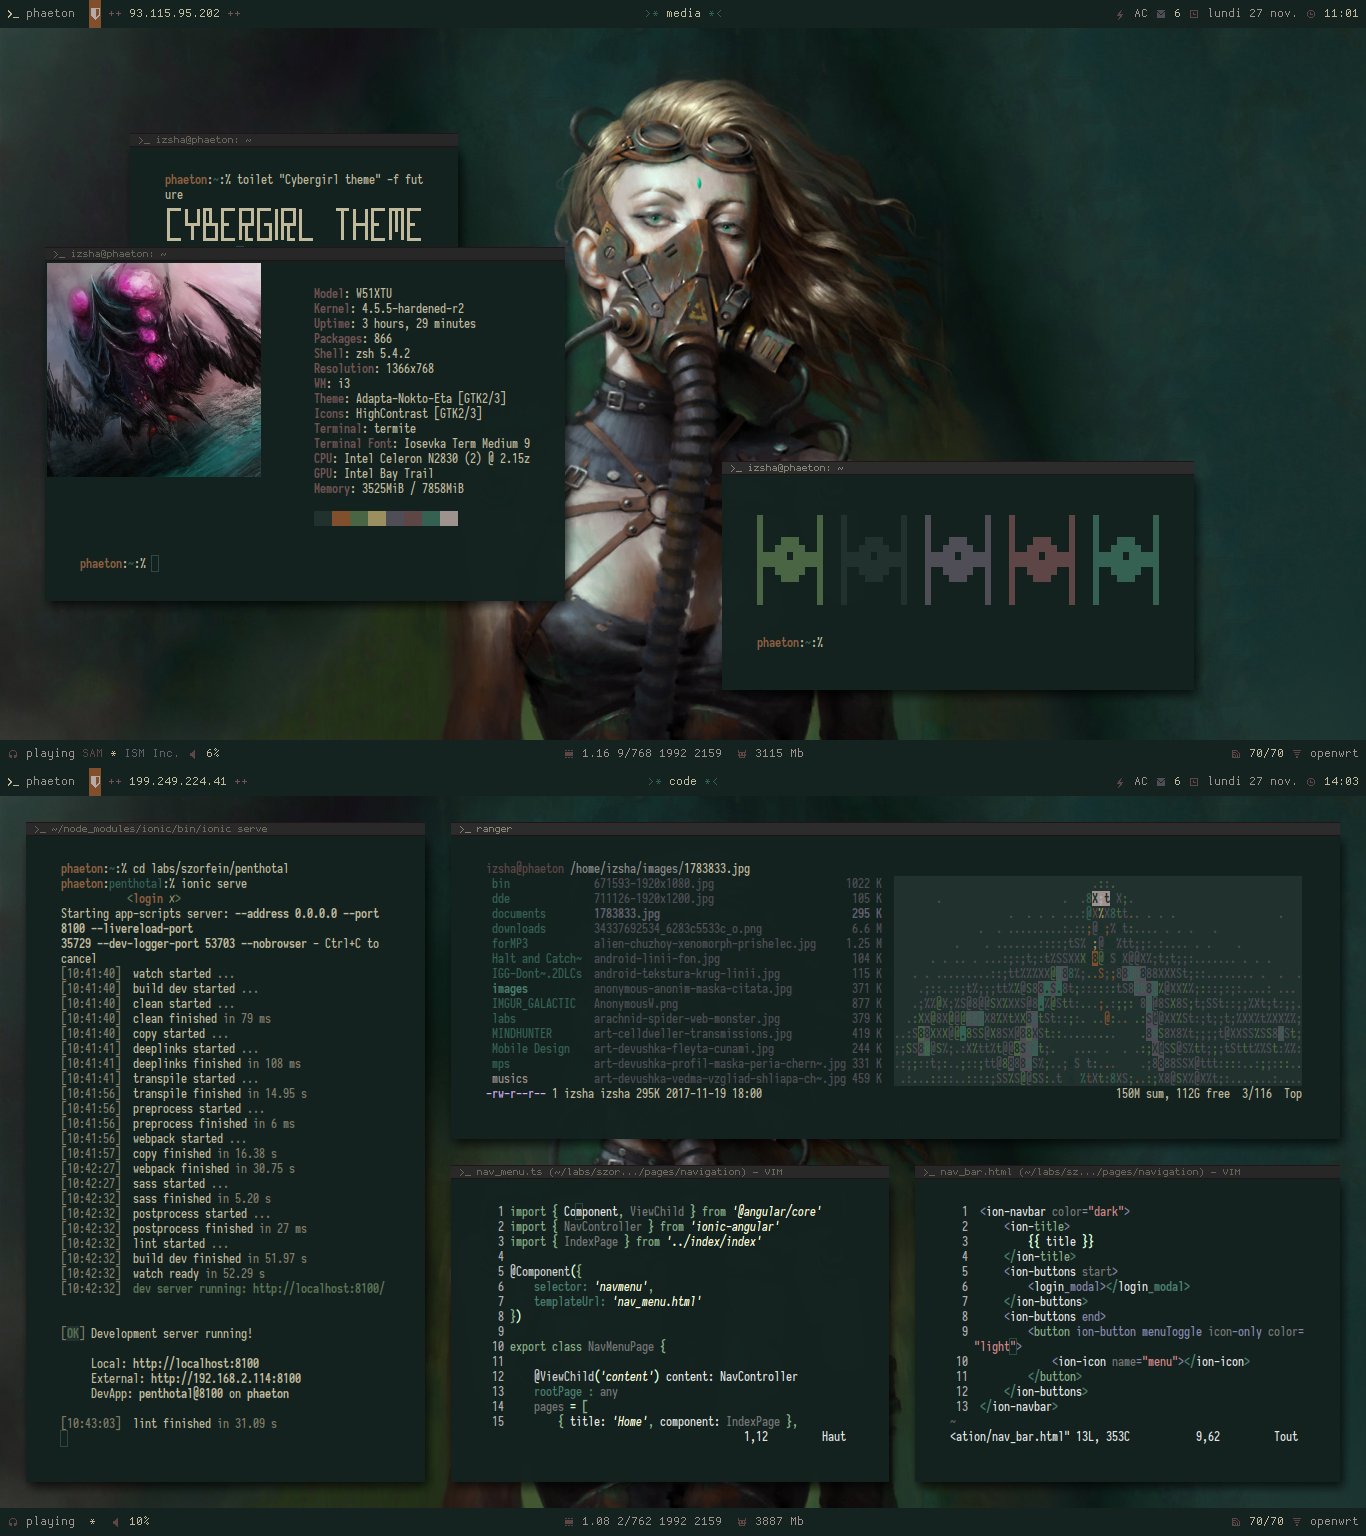 >_ phaeton ++ 93.115.95.202 ++ >* media *< AC 6 lundi 27 nov. 11:01
>_ izsha@phaeton: ~
phaeton:~:% toilet "Cybergirl theme" -f fut
ure
CYBERGIRL THEME
>_ izsha@phaeton: ~
Model: W51XTU
Kernel: 4.5.5-hardened-r2
Uptime: 3 hours, 29 minutes
Packages: 866
Shell: zsh 5.4.2
Resolution: 1366x768
WM: i3
Theme: Adapta-Nokto-Eta [GTK2/3]
Icons: HighContrast [GTK2/3]
Terminal: termite
Terminal Font: Iosevka Term Medium 9
CPU: Intel Celeron N2830 (2) @ 2.15z
GPU: Intel Bay Trail
Memory: 3525MiB / 7858MiB
phaeton:~:%
>_ izsha@phaeton: ~
phaeton:~:%
playing SAM * ISM Inc. 6% 1.16 9/768 1992 2159 3115 Mb 70/70 openwrt
>_ phaeton ++ 199.249.224.41 ++ >* code *< AC 6 lundi 27 nov. 14:03
>_ ~/node_modules/ionic/bin/ionic serve
phaeton:~:% cd labs/szorfein/penthotal
phaeton:penthotal:% ionic serve
<login x>
Starting app-scripts server: --address 0.0.0.0 --port
8100 --livereload-port
35729 --dev-logger-port 53703 --nobrowser - Ctrl+C to
cancel
[10:41:40] watch started ...
[10:41:40] build dev started ...
[10:41:40] clean started ...
[10:41:40] clean finished in 79 ms
[10:41:40] copy started ...
[10:41:41] deeplinks started ...
[10:41:41] deeplinks finished in 108 ms
[10:41:41] transpile started ...
[10:41:56] transpile finished in 14.95 s
[10:41:56] preprocess started ...
[10:41:56] preprocess finished in 6 ms
[10:41:56] webpack started ...
[10:41:57] copy finished in 16.38 s
[10:42:27] webpack finished in 30.75 s
[10:42:27] sass started ...
[10:42:32] sass finished in 5.20 s
[10:42:32] postprocess started ...
[10:42:32] postprocess finished in 27 ms
[10:42:32] lint started ...
[10:42:32] build dev finished in 51.97 s
[10:42:32] watch ready in 52.29 s
[10:42:32] dev server running: http://localhost:8100/
[OK] Development server running!
Local: http://localhost:8100
External: http://192.168.2.114:8100
DevApp: penthotal@8100 on phaeton
[10:43:03] lint finished in 31.09 s
>_ ranger
izsha@phaeton /home/izsha/images/1783833.jpg
bin 671593-1920x1080.jpg 1022 K
dde 711126-1920x1200.jpg 105 K
documents 1783833.jpg 295 K
downloads 34337692534_6283c5533c_o.png 6.6 M
forMP3 alien-chuzhoy-xenomorph-prishelec.jpg 1.25 M
Halt and Catch~ android-linii-fon.jpg 104 K
IGG-Dont~.2DLCs android-tekstura-krug-linii.jpg 115 K
images anonymous-anonim-maska-citata.jpg 371 K
IMGUR_GALACTIC AnonymousW.png 877 K
labs arachnid-spider-web-monster.jpg 379 K
MINDHUNTER art-celldweller-transmissions.jpg 419 K
Mobile Design art-devushka-fleyta-cunami.jpg 244 K
mps art-devushka-profil-maska-peria-chern~.jpg 331 K
musics art-devushka-vedma-vzgliad-shliapa-ch~.jpg 459 K
-rw-r--r-- 1 izsha izsha 295K 2017-11-19 18:00 150M sum, 112G free 3/116 Top
>_ nav_menu.ts (~/labs/szor.../pages/navigation) - VIM
1 import { Component, ViewChild } from '@angular/core'
2 import { NavController } from 'ionic-angular'
3 import { IndexPage } from '../index/index'
4
5 @Component({
6 selector: 'navmenu',
7 templateUrl: 'nav_menu.html'
8 })
9
10 export class NavMenuPage {
11
12 @ViewChild('content') content: NavController
13 rootPage : any
14 pages = [
15 { title: 'Home', component: IndexPage },
1,12 Haut
>_ nav_bar.html (~/labs/sz.../pages/navigation) - VIM
1 <ion-navbar color="dark">
2 <ion-title>
3 {{ title }}
4 </ion-title>
5 <ion-buttons start>
6 <login_modal></login_modal>
7 </ion-buttons>
8 <ion-buttons end>
9 <button ion-button menuToggle icon-only color=
"light">
10 <ion-icon name="menu"></ion-icon>
11 </button>
12 </ion-buttons>
13 </ion-navbar>
~
<ation/nav_bar.html" 13L, 353C 9,62 Tout
playing * 10% 1.08 2/762 1992 2159 3887 Mb 70/70 openwrt